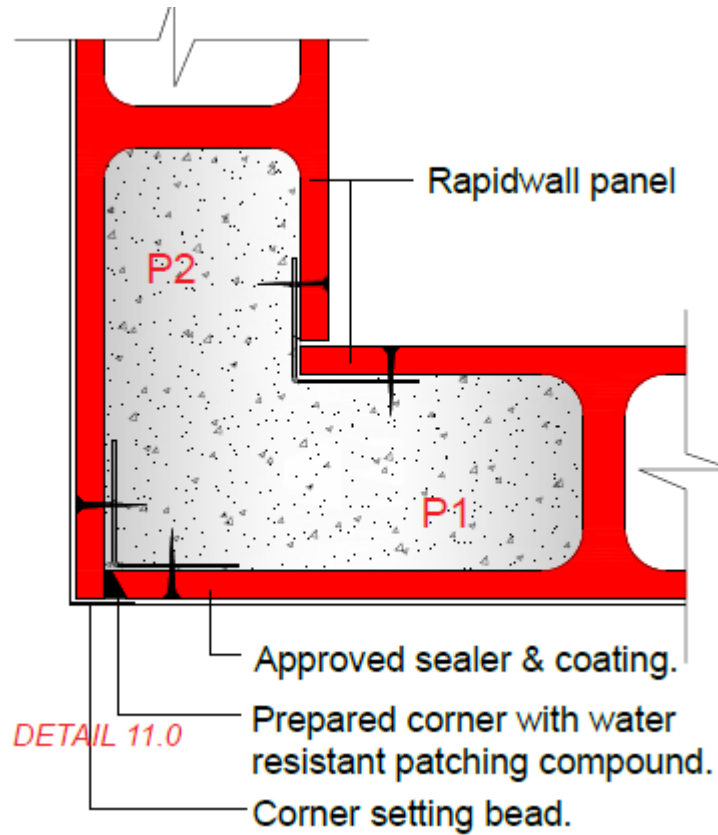 Rapidwall panel
P2
P1
Approved sealer & coating.
DETAIL 11.0
Prepared corner with water
resistant patching compound.
Corner setting bead.